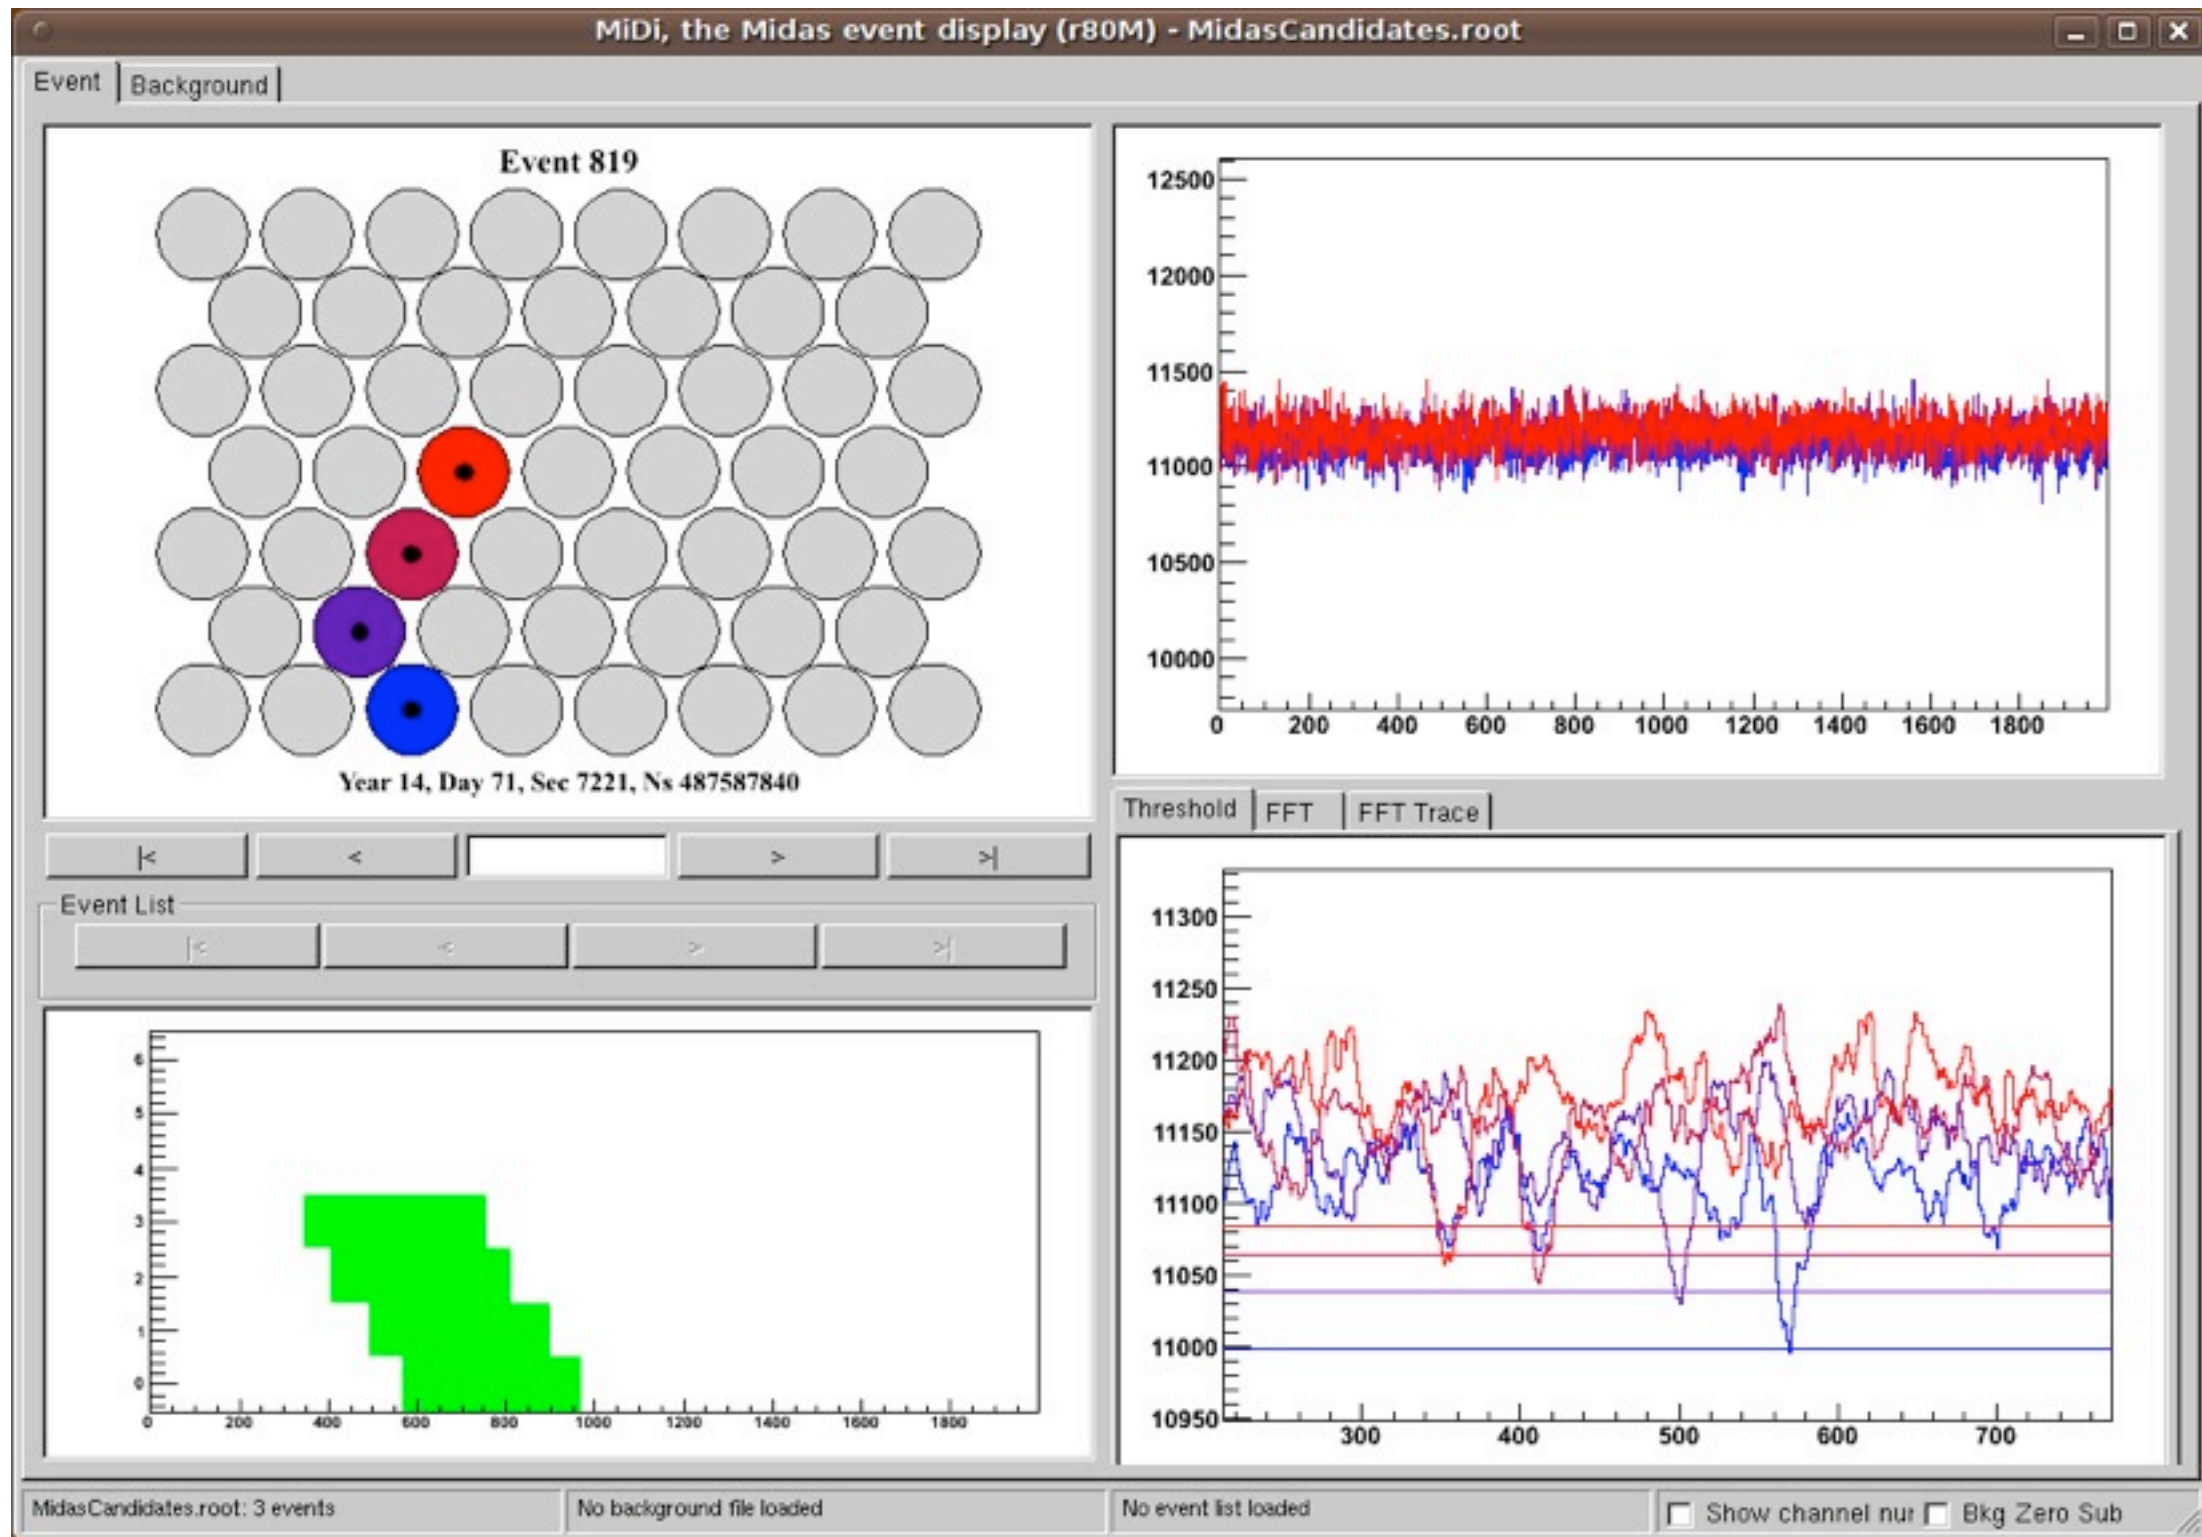 MiDi, the Midas event display (r80M) - MidasCandidates.root
Event
Background
Event 819
Year 14, Day 71, Sec 7221, Ns 487587840
|<
<
>
>|
Event List
|<
<
>
>|
6
5
4
3
2
1
0
0 200 400 600 800 1000 1200 1400 1600 1800
12500
12000
11500
11000
10500
10000
0 200 400 600 800 1000 1200 1400 1600 1800
Threshold
FFT
FFT Trace
11300
11250
11200
11150
11100
11050
11000
10950
300 400 500 600 700
MidasCandidates.root: 3 events
No background file loaded
No event list loaded
Show channel nur
Bkg Zero Sub